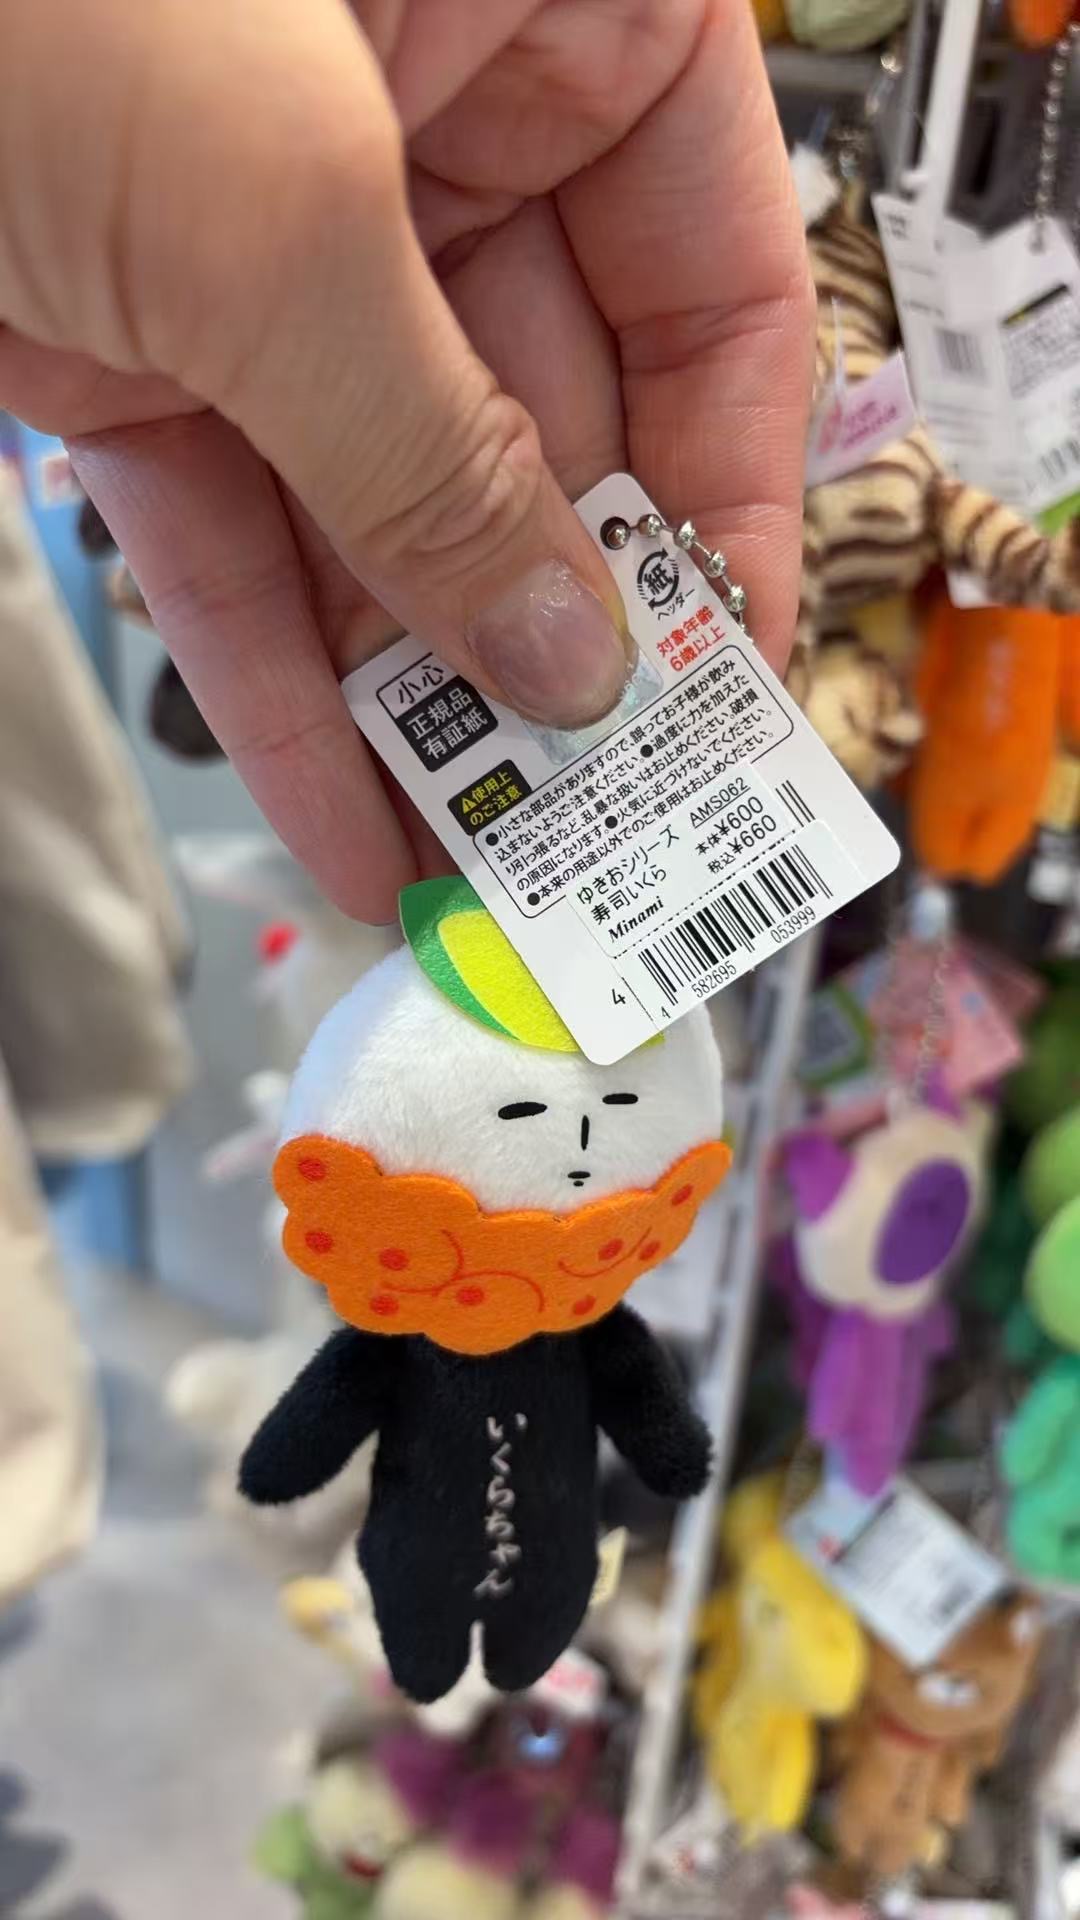 紙
ヘッダー
対象年齢
6歳以上
小心
正規品
有証紙
使用上
のご注意
●小さな部品がありますので、誤ってお子様が飲み
込まないようご注意ください。●過度に力を加えた
り引っ張るなど、乱暴な扱いはお止めください。破損
の原因になります。●火気に近づけないでください。
●本来の用途以外でのご使用はお止めください。
AMS062
ゆきおシリーズ
本体¥600
寿司いくら
税込¥660
Minami
4
4 582695 053999
いくらちゃん